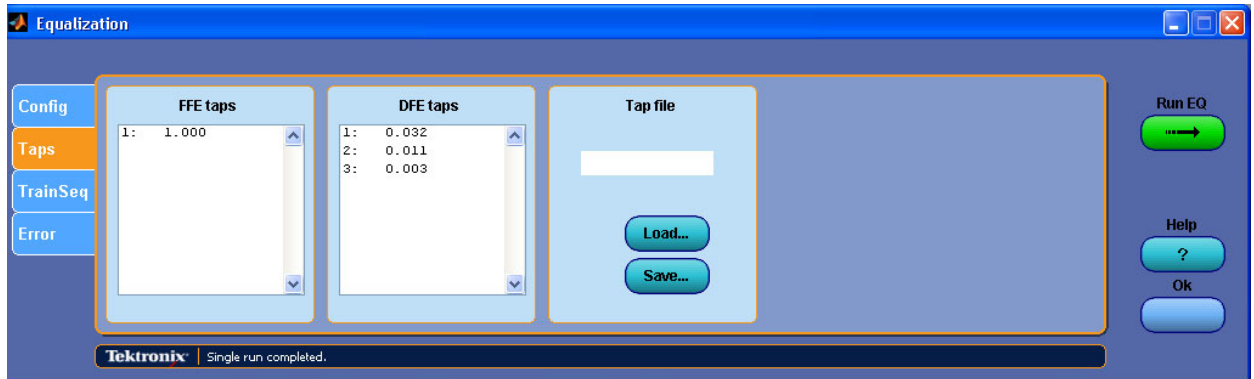 Equalization
Config
Taps
TrainSeq
Error
FFE taps
1: 1.000
DFE taps
1: 0.032
2: 0.011
3: 0.003
Tap file
Load...
Save...
Run EQ
Help
?
Ok
Tektronix Single run completed.